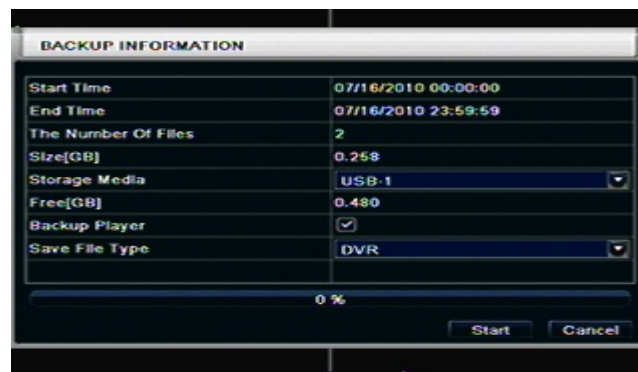 BACKUP INFORMATION
Start Time 07/16/2010 00:00:00
End Time 07/16/2010 23:59:59
The Number Of Files 2
Size[GB] 0.258
Storage Media USB-1
Free[GB] 0.480
Backup Player
Save File Type DVR
0 %
Start Cancel